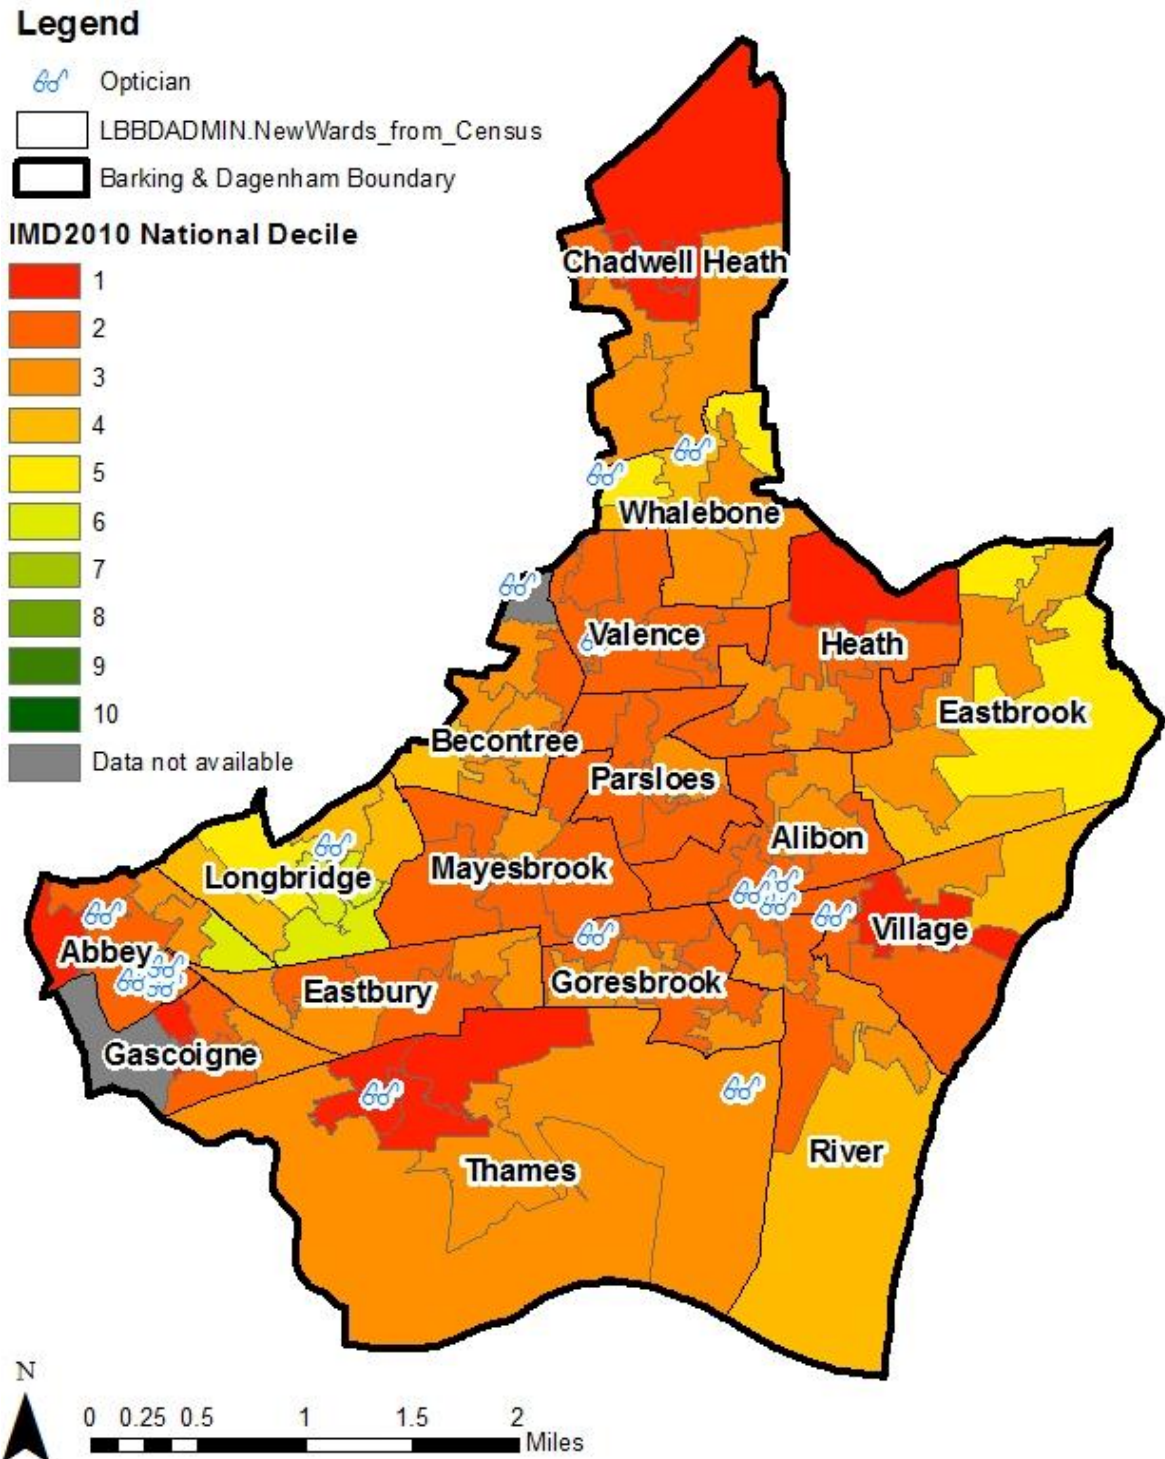 Legend
Optician
LBBDADMIN.NewWards_from_Census
Barking & Dagenham Boundary
IMD2010 National Decile
1
2
3
4
5
6
7
8
9
10
Data not available
Chadwell Heath
Whalebone
Valence
Heath
Eastbrook
Becontree
Parsloes
Alibon
Mayesbrook
Longbridge
Village
Abbey
Eastbury
Goresbrook
Gascoigne
River
Thames
N
0 0.25 0.5 1 1.5 2
Miles